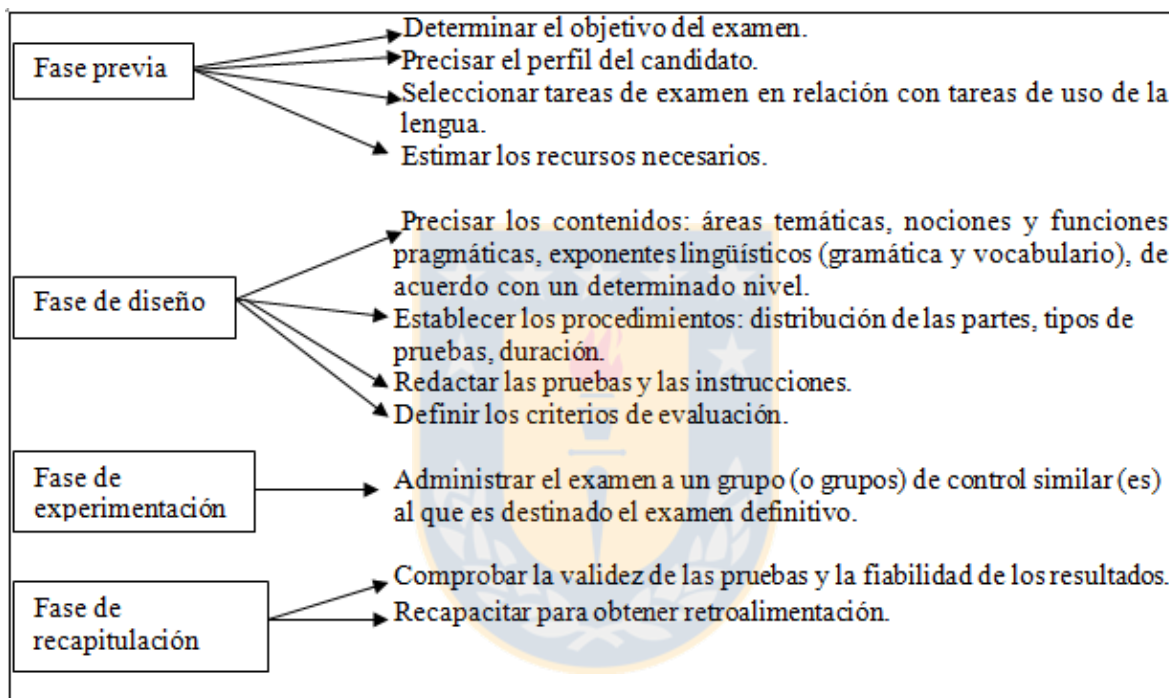 Fase previa
Determinar el objetivo del examen.
Precisar el perfil del candidato.
Seleccionar tareas de examen en relación con tareas de uso de la
lengua.
Estimar los recursos necesarios.
Fase de diseño
Precisar los contenidos: áreas temáticas, nociones y funciones
pragmáticas, exponentes lingüísticos (gramática y vocabulario), de
acuerdo con un determinado nivel.
Establecer los procedimientos: distribución de las partes, tipos de
pruebas, duración.
Redactar las pruebas y las instrucciones.
Definir los criterios de evaluación.
Fase de
experimentación
Administrar el examen a un grupo (o grupos) de control similar (es)
al que es destinado el examen definitivo.
Fase de
recapitulación
Comprobar la validez de las pruebas y la fiabilidad de los resultados.
Recapacitar para obtener retroalimentación.